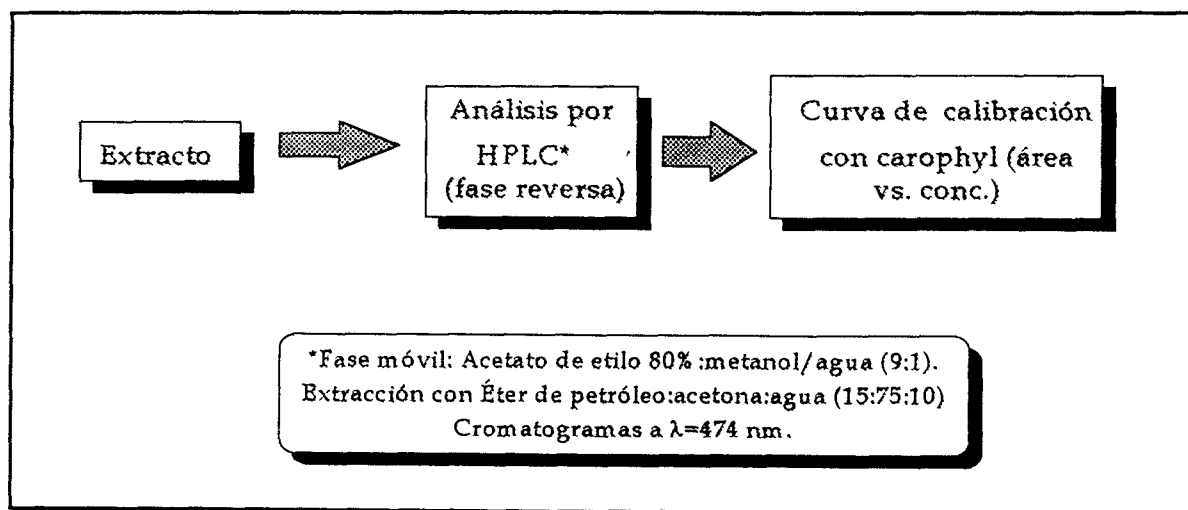 Extracto
Análisis por
HPLC*
(fase reversa)
Curva de calibración
con carophyl (área
vs. conc.)
*Fase móvil: Acetato de etilo 80% :metanol/agua (9:1).
Extracción con Éter de petróleo:acetona:agua (15:75:10)
Cromatogramas a λ=474 nm.